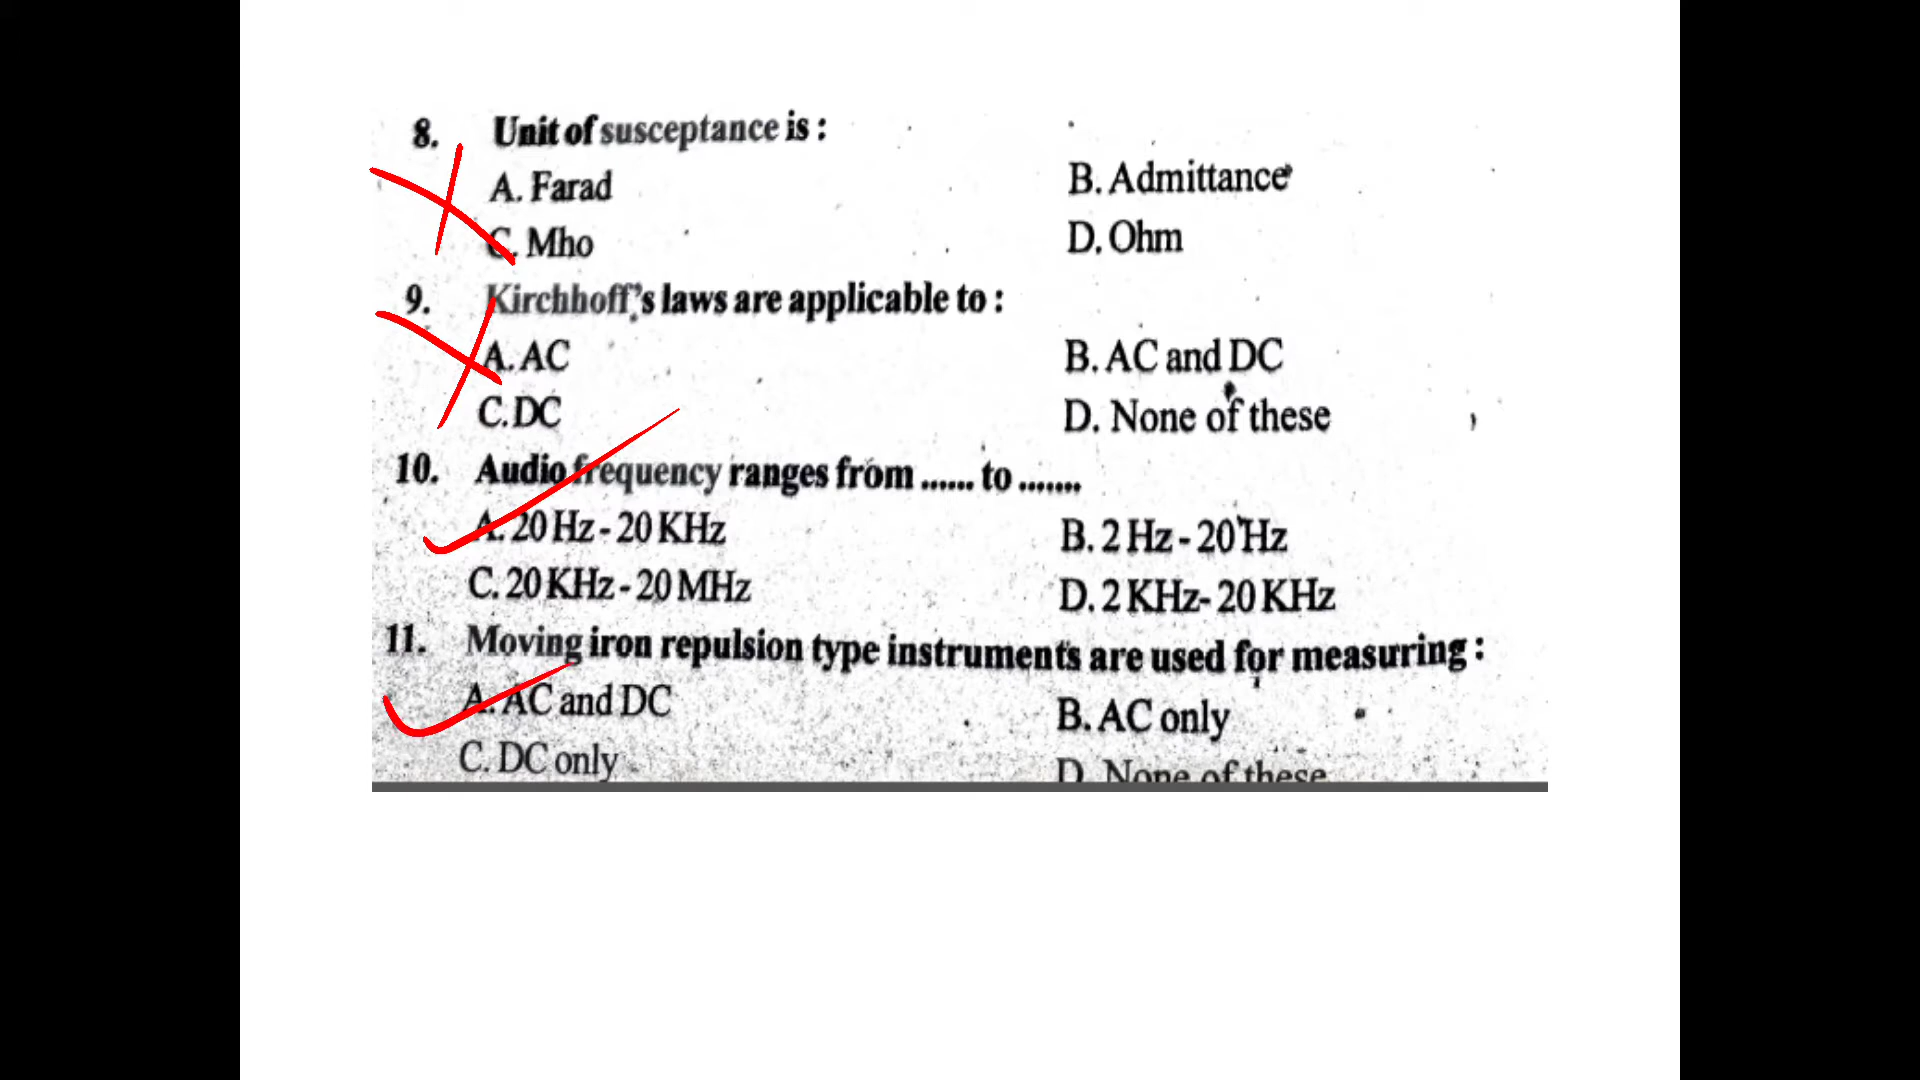 8. Unit of susceptance is :
A. Farad B. Admittance
C. Mho D. Ohm
9. Kirchhoff's laws are applicable to :
A. AC B. AC and DC
C. DC D. None of these
10. Audio frequency ranges from ...... to .......
A. 20 Hz - 20 KHz B. 2 Hz - 20 Hz
C. 20 KHz - 20 MHz D. 2 KHz- 20 KHz
11. Moving iron repulsion type instruments are used for measuring :
A. AC and DC B. AC only
C. DC only D. None of these